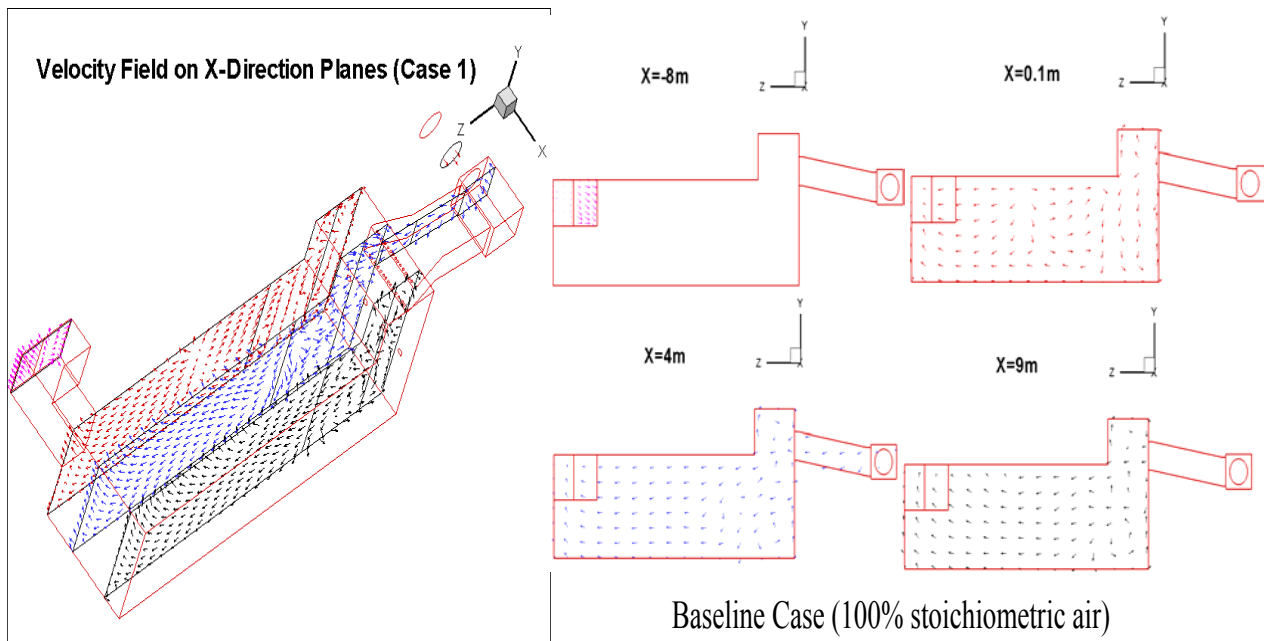 Velocity Field on X-Direction Planes (Case 1)
Y
Z
X
X=-8m
Y
Z
X
X=0.1m
Y
Z
X
X=4m
Y
Z
X
X=9m
Y
Z
X
Baseline Case (100% stoichiometric air)